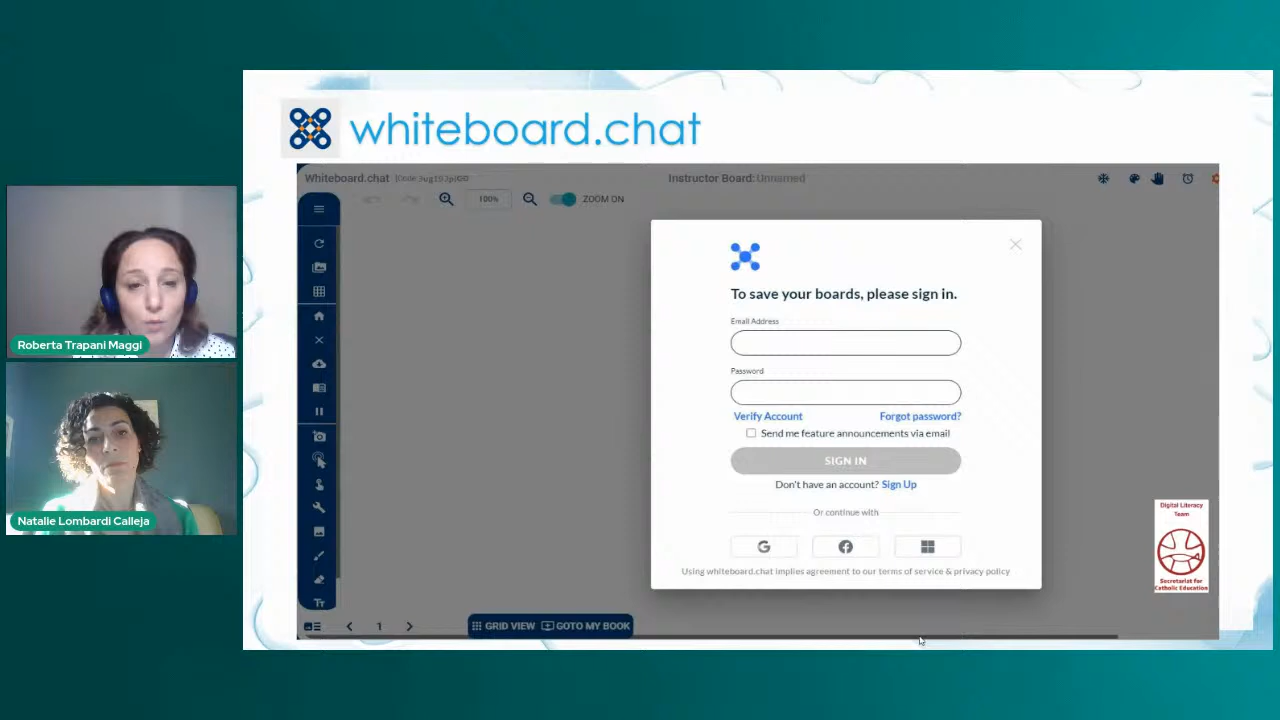 whiteboard.chat
Whiteboard.chat
Instructor Board: Unnamed
100%
ZOOM ON
To save your boards, please sign in.
Email Address
Password
Verify Account
Forgot password?
Send me feature announcements via email
SIGN IN
Don't have an account? Sign Up
Or continue with
Using whiteboard.chat implies agreement to our terms of service & privacy policy
Roberta Trapani Maggi
Natalie Lombardi Calleja
Digital Literacy
Team
Secretariat for
Catholic Education
1
GRID VIEW
GOTO MY BOOK